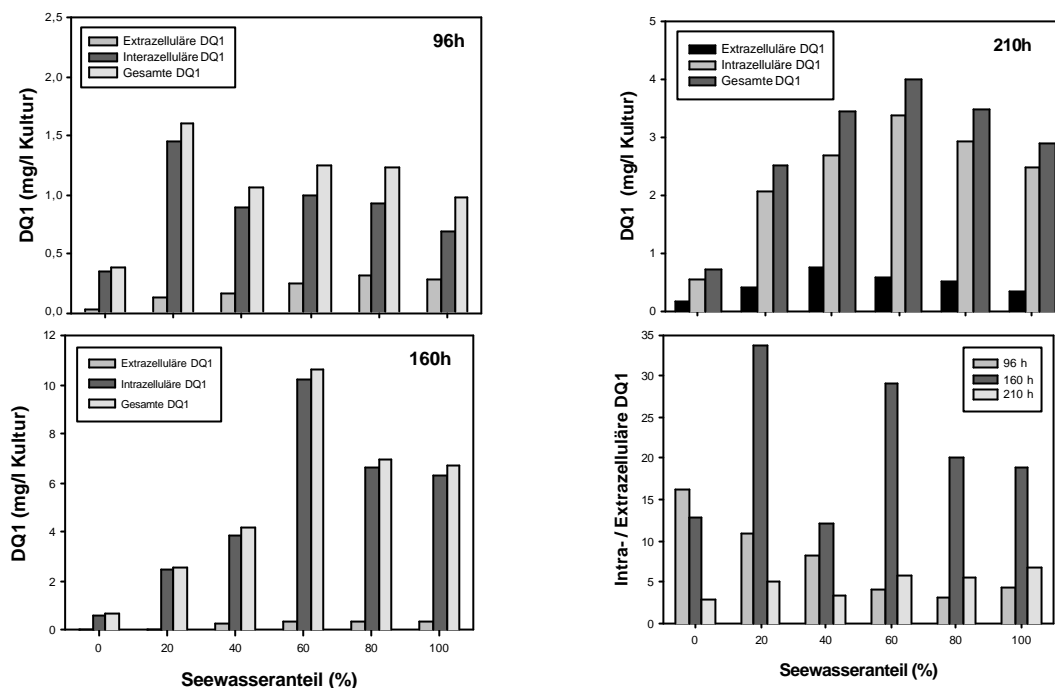 2,5
2,0
1,5
1,0
0,5
0,0
DQ1 (mg/l Kultur)
Extrazelluläre DQ1
Interazelluläre DQ1
Gesamte DQ1
96h
5
4
3
2
1
0
DQ1 (mg/l Kultur)
Extrazelluläre DQ1
Intrazelluläre DQ1
Gesamte DQ1
210h
12
10
8
6
4
2
0
DQ1 (mg/l Kultur)
Extrazelluläre DQ1
Intrazelluläre DQ1
Gesamte DQ1
160h
0 20 40 60 80 100
Seewasseranteil (%)
35
30
25
20
15
10
5
0
Intra- / Extrazelluläre DQ1
96 h
160 h
210 h
0 20 40 60 80 100
Seewasseranteil (%)